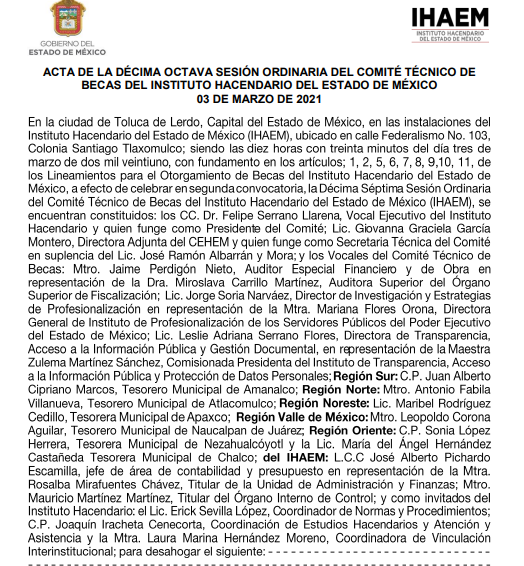 GOBIERNO DEL
ESTADO DE MÉXICO
IHAEM
INSTITUTO HACENDARIO
DEL ESTADO DE MÉXICO
ACTA DE LA DÉCIMA OCTAVA SESIÓN ORDINARIA DEL COMITÉ TÉCNICO DE
BECAS DEL INSTITUTO HACENDARIO DEL ESTADO DE MÉXICO
03 DE MARZO DE 2021
En la ciudad de Toluca de Lerdo, Capital del Estado de México, en las instalaciones del
Instituto Hacendario del Estado de México (IHAEM), ubicado en calle Federalismo No. 103,
Colonia Santiago Tlaxomulco; siendo las diez horas con treinta minutos del día tres de
marzo de dos mil veintiuno, con fundamento en los artículos; 1, 2, 5, 6, 7, 8, 9,10, 11, de
los Lineamientos para el Otorgamiento de Becas del Instituto Hacendario del Estado de
México, a efecto de celebrar en segunda convocatoria, la Décima Séptima Sesión Ordinaria
del Comité Técnico de Becas del Instituto Hacendario del Estado de México (IHAEM), se
encuentran constituidos: los CC. Dr. Felipe Serrano Llarena, Vocal Ejecutivo del Instituto
Hacendario y quien funge como Presidente del Comité; Lic. Giovanna Graciela García
Montero, Directora Adjunta del CEHEM y quien funge como Secretaria Técnica del Comité
en suplencia del Lic. José Ramón Albarrán y Mora; y los Vocales del Comité Técnico de
Becas: Mtro. Jaime Perdigón Nieto, Auditor Especial Financiero y de Obra en
representación de la Dra. Miroslava Carrillo Martínez, Auditora Superior del Órgano
Superior de Fiscalización; Lic. Jorge Soria Narváez, Director de Investigación y Estrategias
de Profesionalización en representación de la Mtra. Mariana Flores Orona, Directora
General de Instituto de Profesionalización de los Servidores Públicos del Poder Ejecutivo
del Estado de México; Lic. Leslie Adriana Serrano Flores, Directora de Transparencia,
Acceso a la Información Pública y Gestión Documental, en representación de la Maestra
Zulema Martínez Sánchez, Comisionada Presidenta del Instituto de Transparencia, Acceso
a la Información Pública y Protección de Datos Personales; Región Sur: C.P. Juan Alberto
Cipriano Marcos, Tesorero Municipal de Amanalco; Región Norte: Mtro. Antonio Fabila
Villanueva, Tesorero Municipal de Atlacomulco; Región Noreste: Lic. Maribel Rodríguez
Cedillo, Tesorera Municipal de Apaxco; Región Valle de México: Mtro. Leopoldo Corona
Aguilar, Tesorero Municipal de Naucalpan de Juárez; Región Oriente: C.P. Sonia López
Herrera, Tesorera Municipal de Nezahualcóyotl y la Lic. María del Ángel Hernández
Castañeda Tesorera Municipal de Chalco; del IHAEM: L.C.C José Alberto Pichardo
Escamilla, jefe de área de contabilidad y presupuesto en representación de la Mtra.
Rosalba Mirafuentes Chávez, Titular de la Unidad de Administración y Finanzas; Mtro.
Mauricio Martínez Martínez, Titular del Órgano Interno de Control; y como invitados del
Instituto Hacendario: el Lic. Erick Sevilla López, Coordinador de Normas y Procedimientos;
C.P. Joaquín Iracheta Cenecorta, Coordinación de Estudios Hacendarios y Atención y
Asistencia y la Mtra. Laura Marina Hernández Moreno, Coordinadora de Vinculación
Interinstitucional; para desahogar el siguiente: - - - - - - - - - - - - - - - - - - - - - - - - - - - - -
- - - - - - - - - - - - - - - - - - - - - - - - - - - - - - - - - - - - - - - - - - - - - - - - - - - - - - - - - - - -